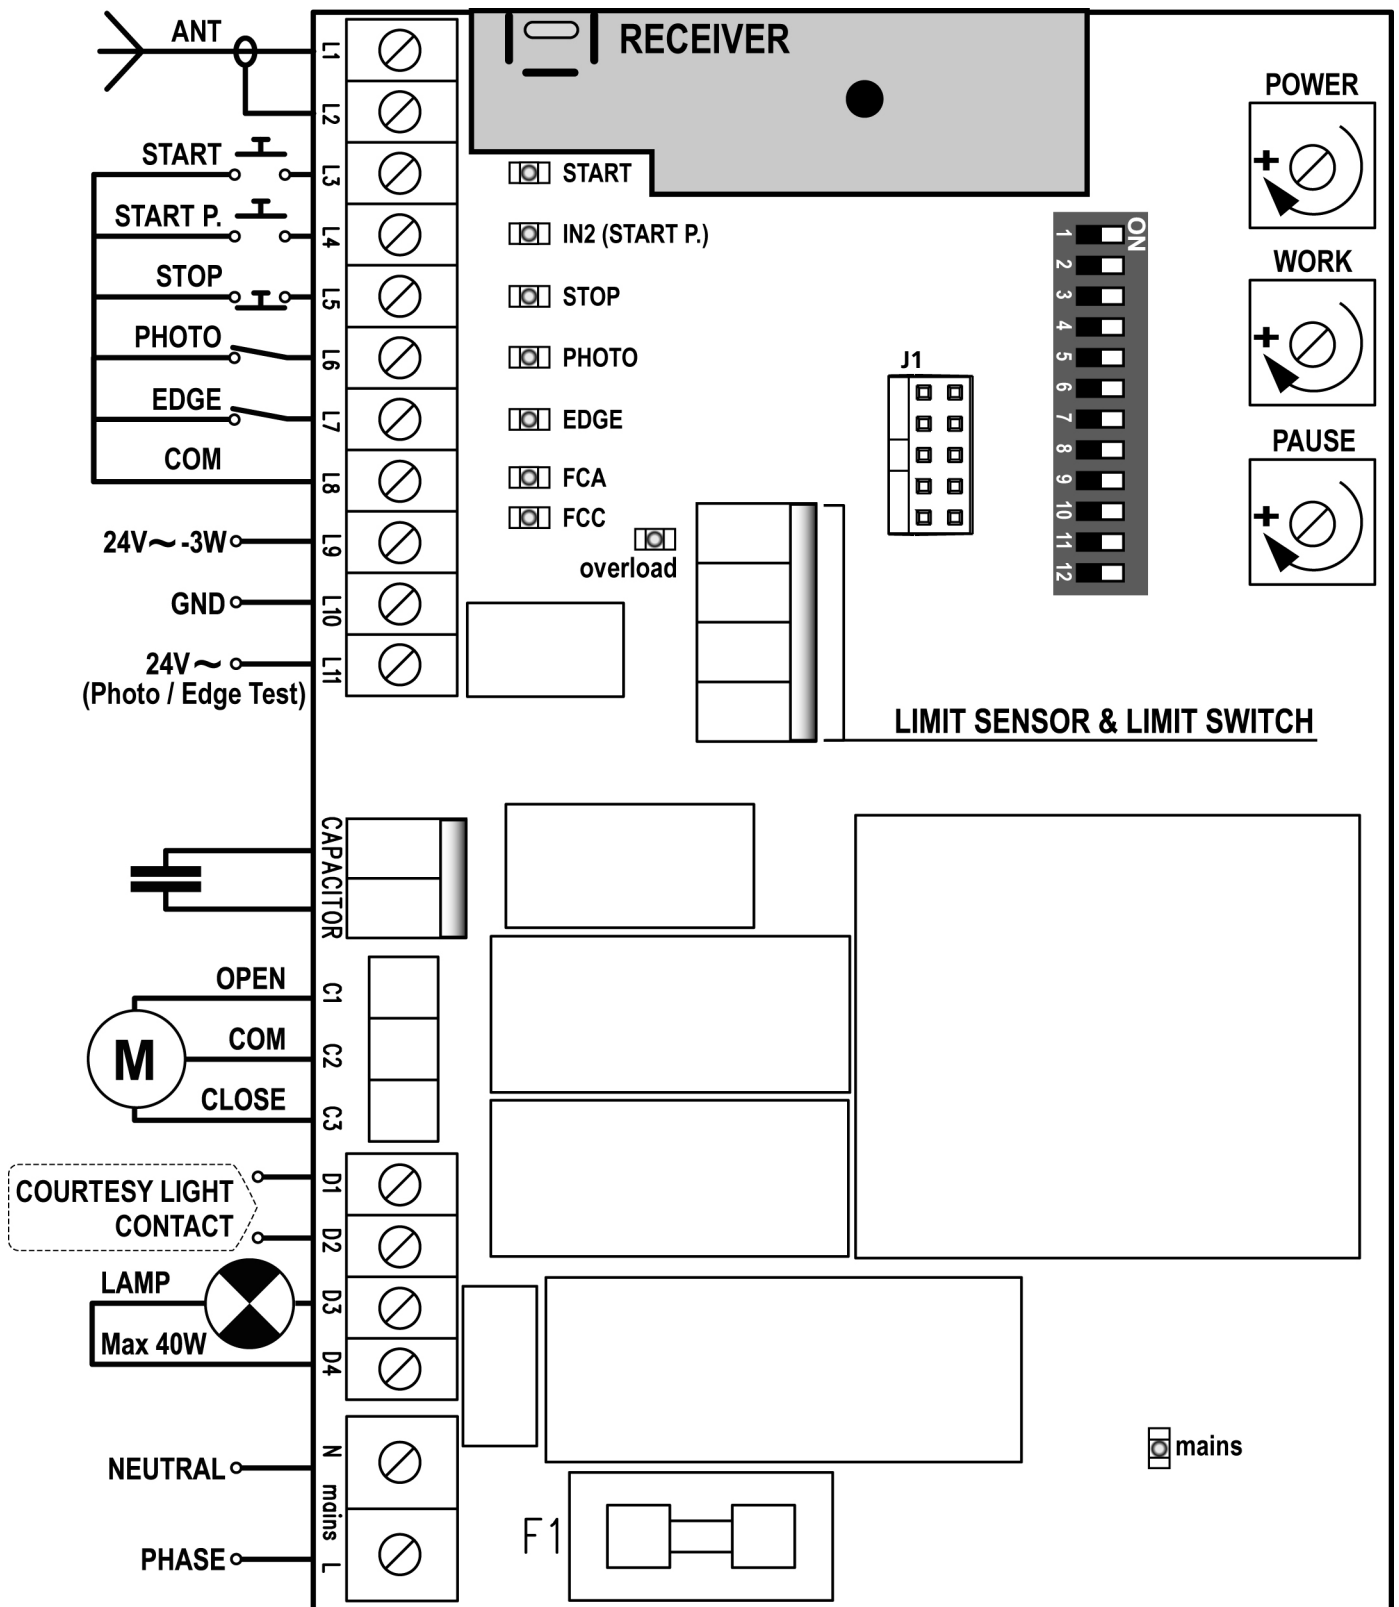 ANT
L1
L2
START
L3
START P.
L4
STOP
L5
PHOTO
L6
EDGE
L7
COM
L8
24V~ -3W
L9
GND
L10
24V~
(Photo / Edge Test)
L11
RECEIVER
START
IN2 (START P.)
STOP
PHOTO
EDGE
FCA
FCC
overload
J1
ON
1
2
3
4
5
6
7
8
9
10
11
12
POWER
+
WORK
+
PAUSE
+
LIMIT SENSOR & LIMIT SWITCH
CAPACITOR
OPEN
C1
M
COM
C2
CLOSE
C3
COURTESY LIGHT
CONTACT
D1
D2
LAMP
D3
Max 40W
D4
NEUTRAL
N
mains
PHASE
L
F1
mains